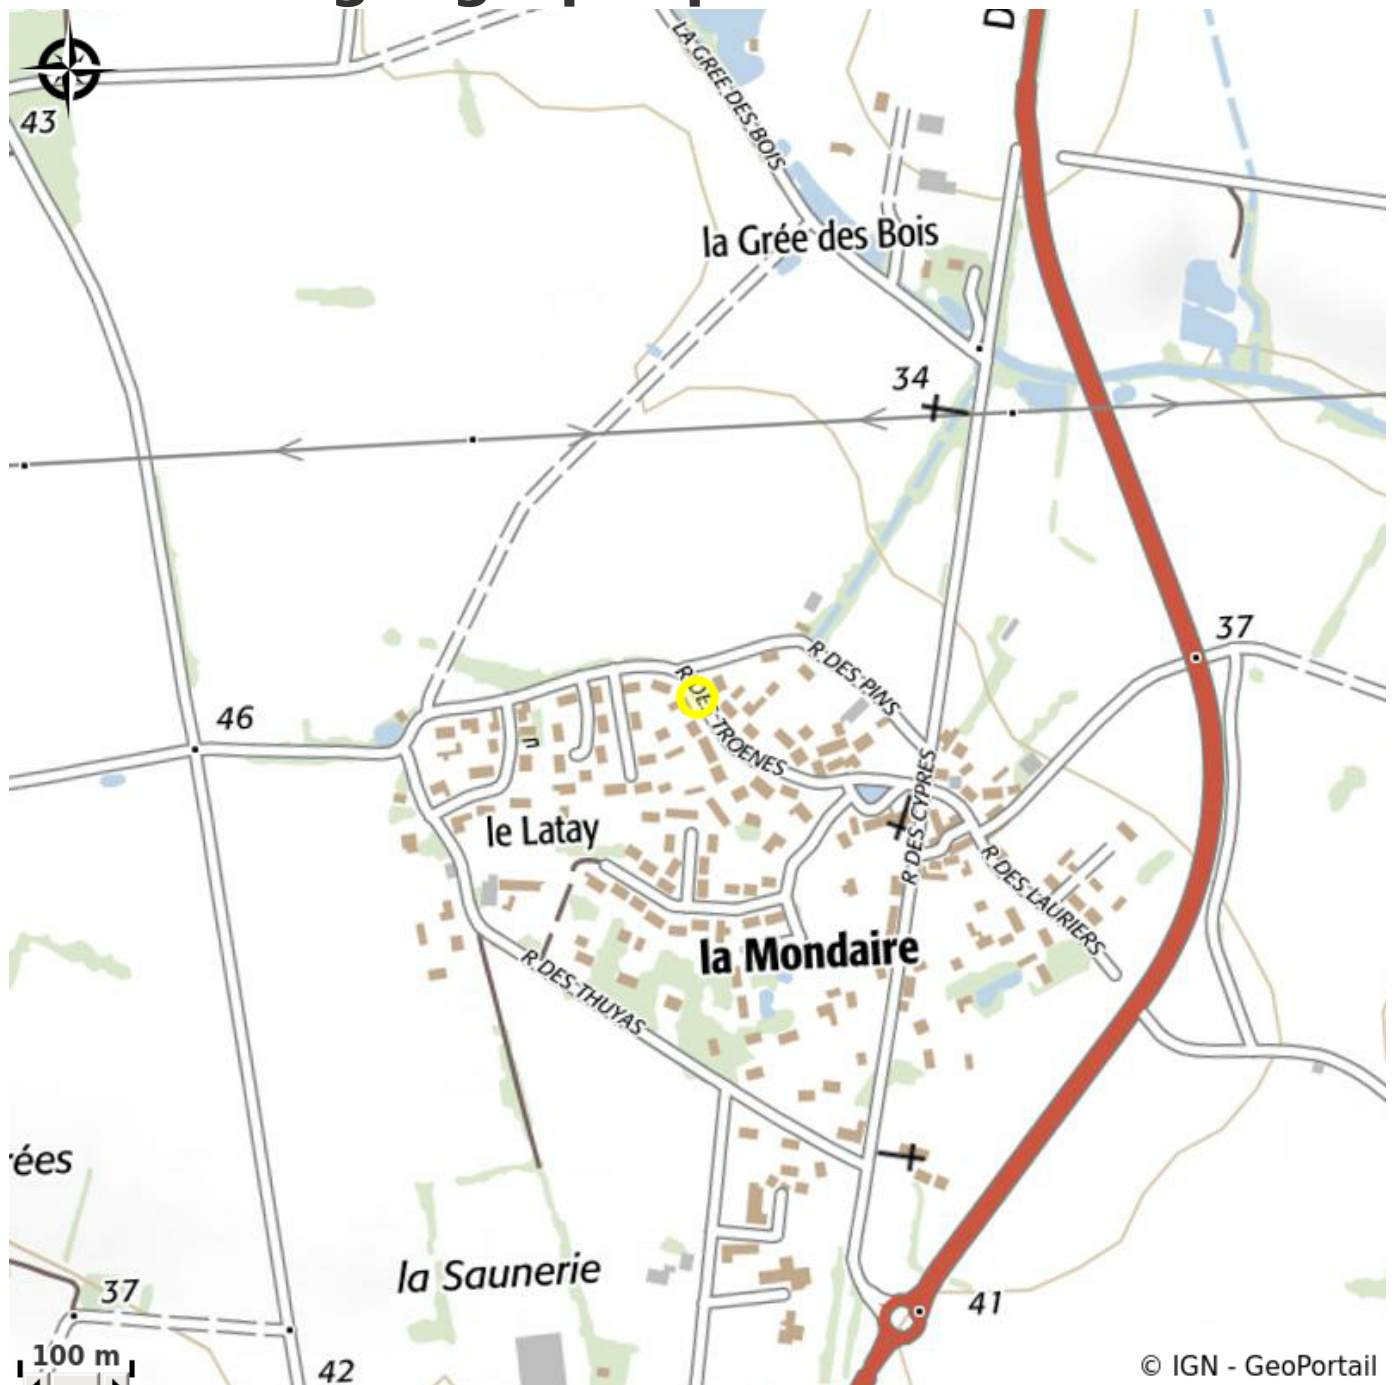 D
LA GREE DES BOIS
43
la Grée des Bois
34
37
R DES PINS
R DES TROENES
46
R DES CYPRES
le Latay
R DES LAURIERS
la Mondaire
R DES THUYAS
ées
la Saunerie
37
41
100 m
42
© IGN - GeoPortail